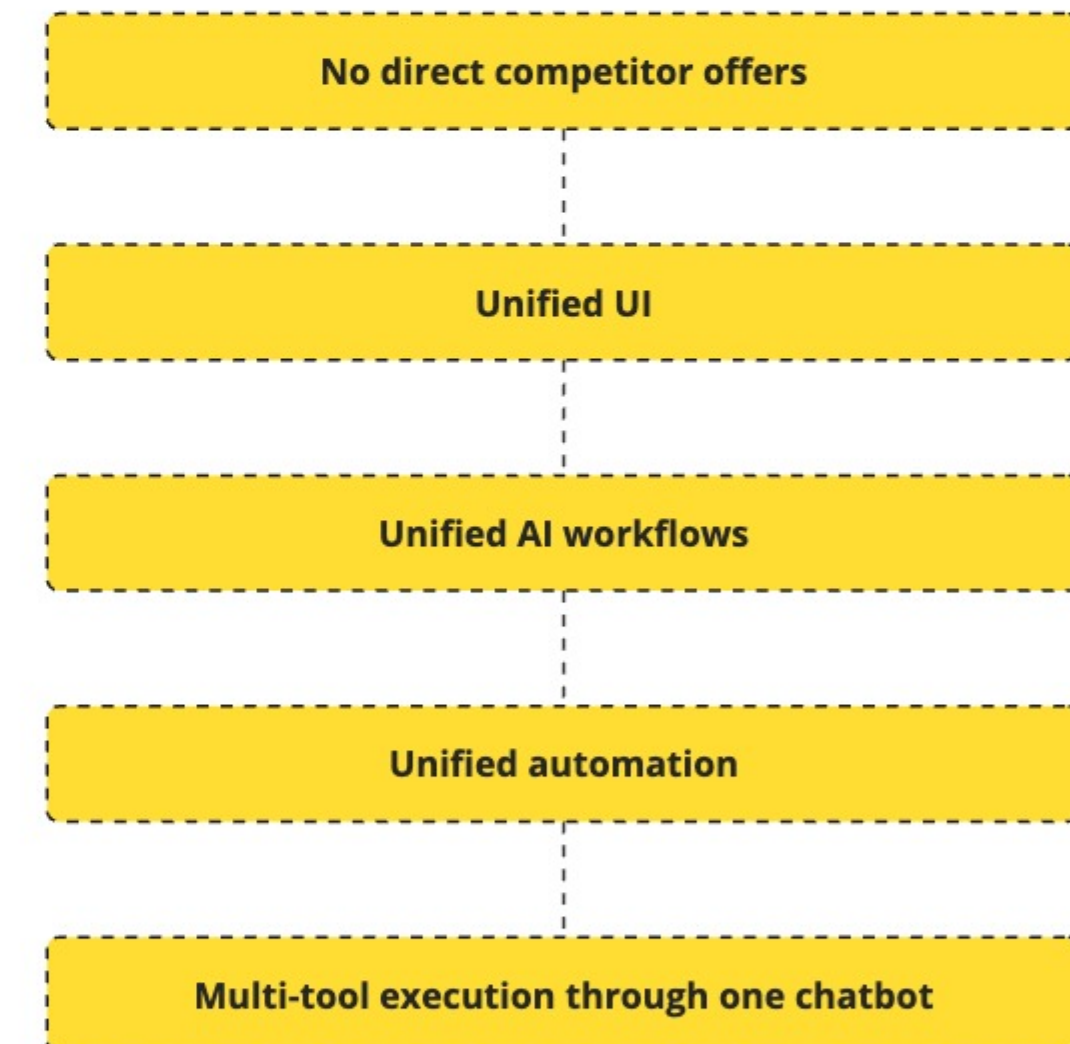 No direct competitor offers
Unified UI
Unified AI workflows
Unified automation
Multi-tool execution through one chatbot